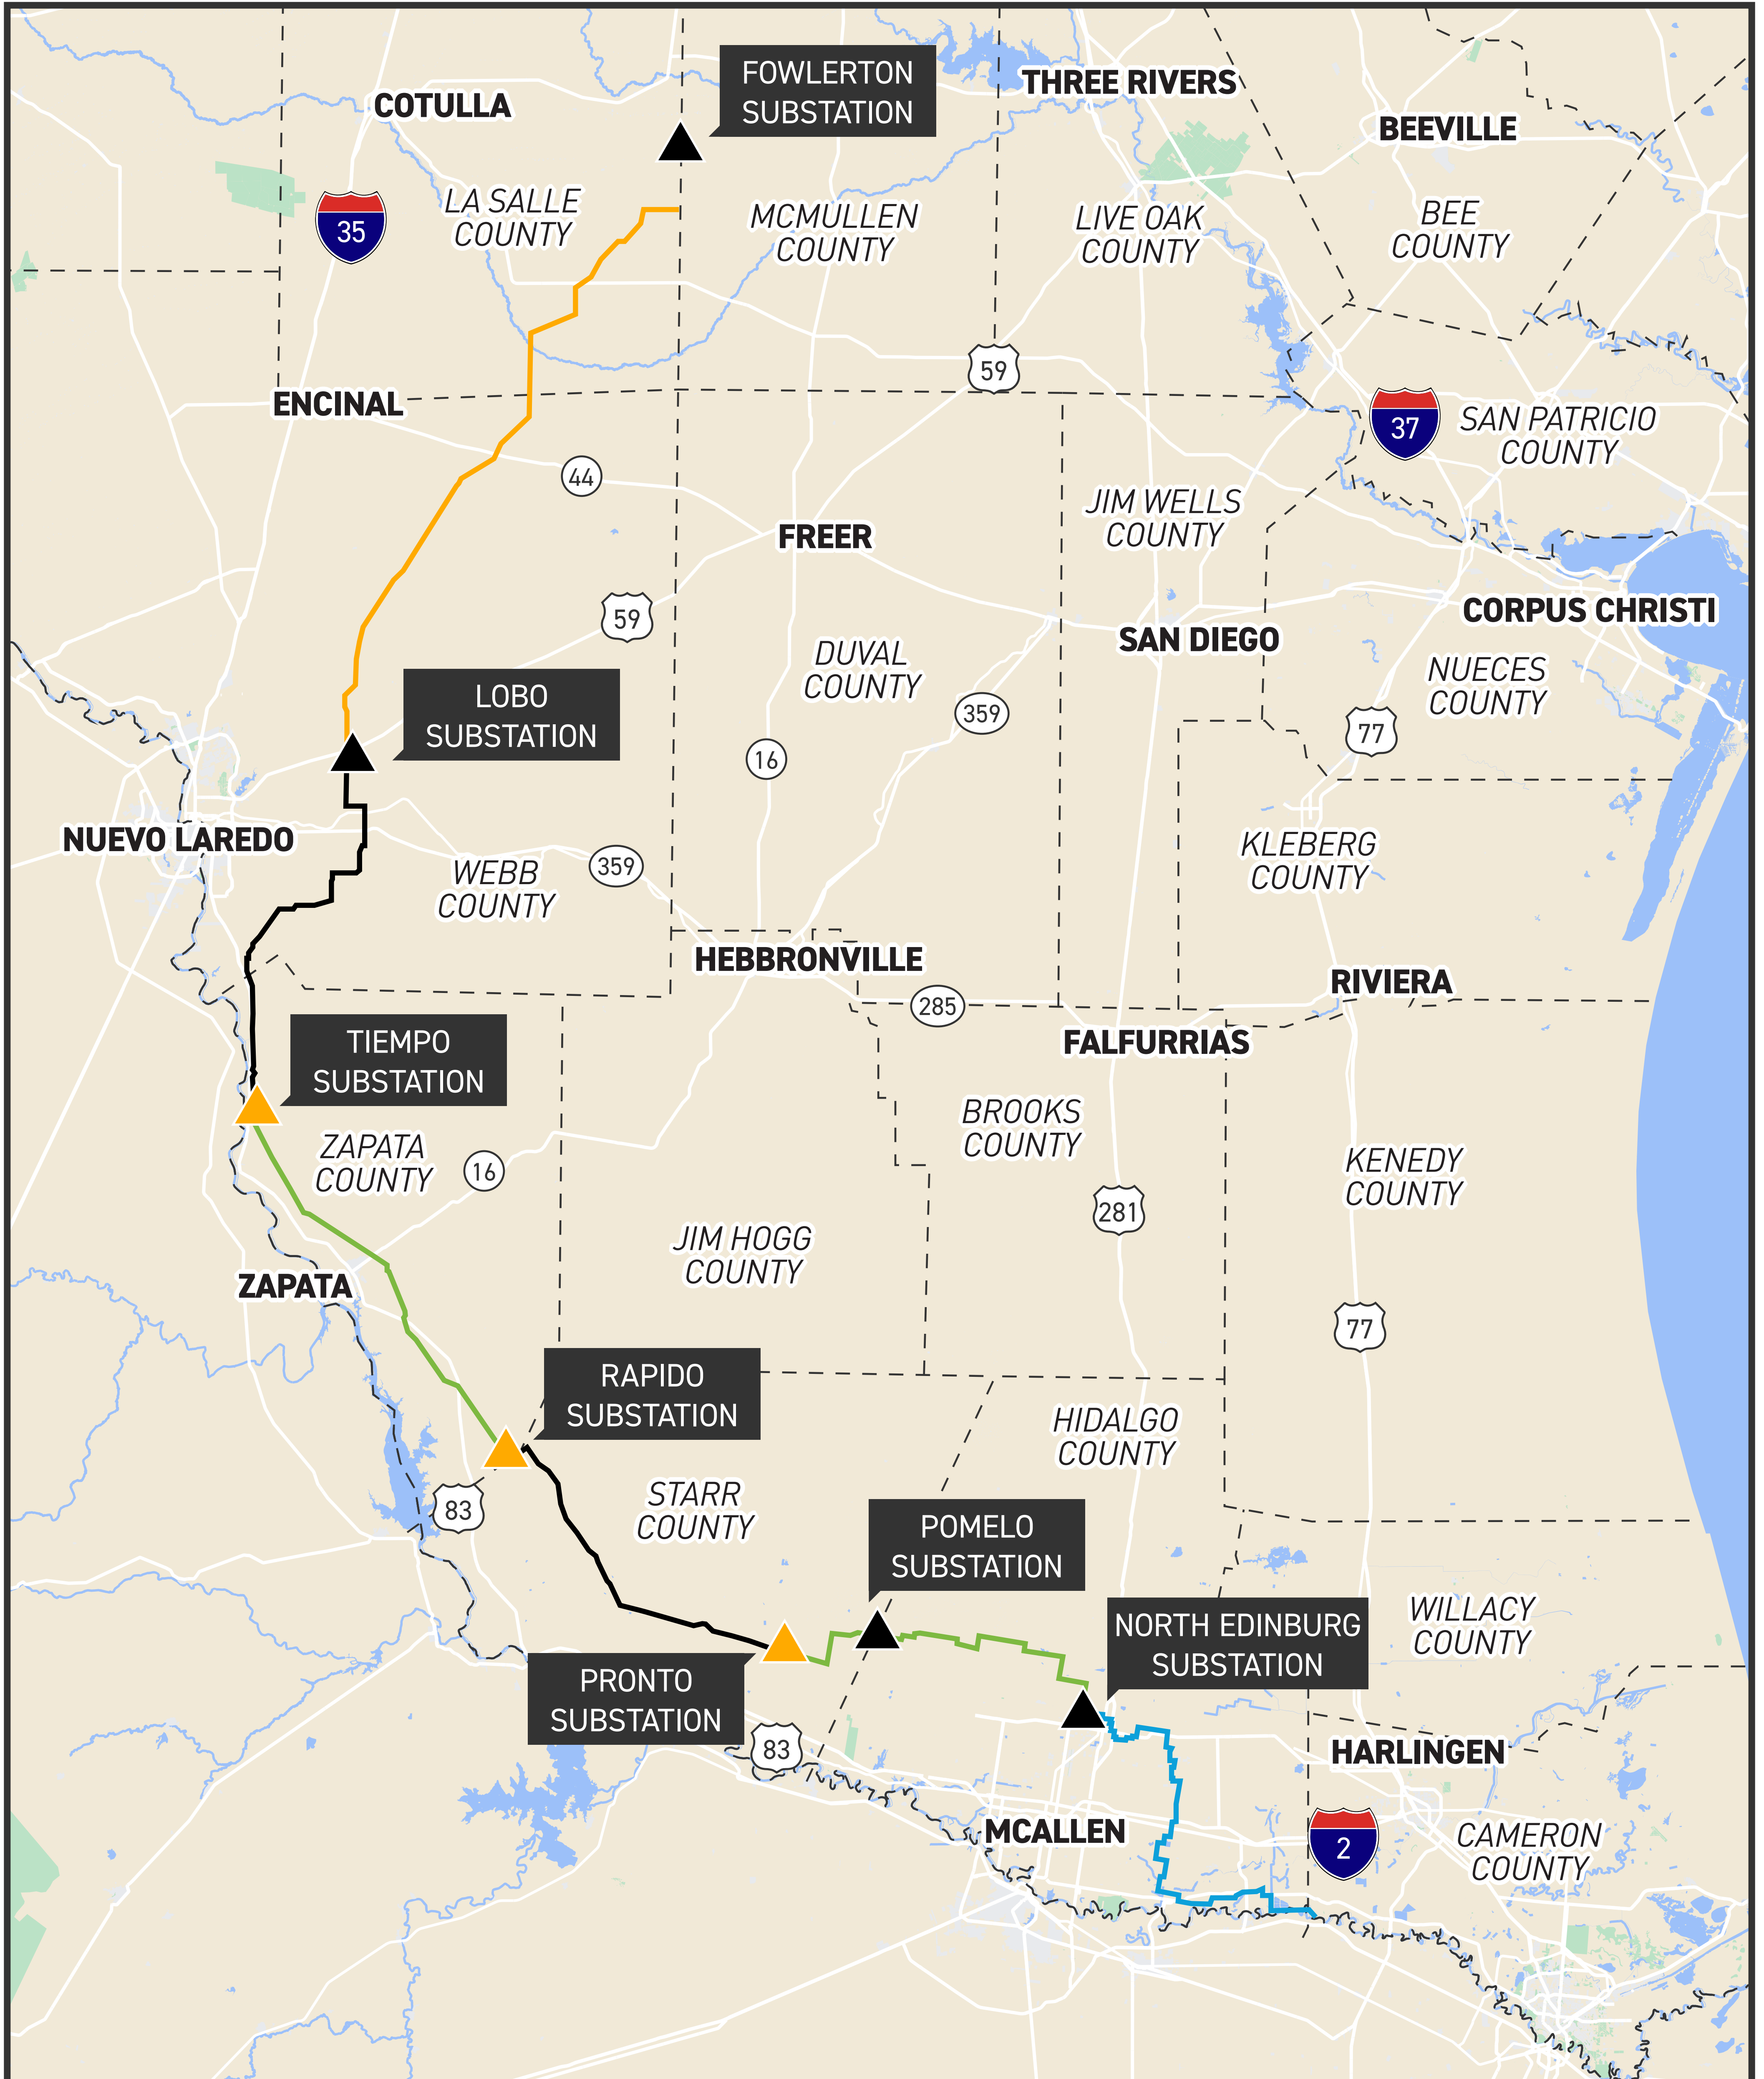 FOWLERTON
SUBSTATION
COTULLA
THREE RIVERS
BEEVILLE
35
LA SALLE
COUNTY
MCMULLEN
COUNTY
LIVE OAK
COUNTY
BEE
COUNTY
59
ENCINAL
37
SAN PATRICIO
COUNTY
44
FREER
JIM WELLS
COUNTY
59
CORPUS CHRISTI
SAN DIEGO
DUVAL
COUNTY
NUECES
COUNTY
LOBO
SUBSTATION
359
77
16
NUEVO LAREDO
WEBB
COUNTY
359
KLEBERG
COUNTY
HEBBRONVILLE
RIVIERA
285
FALFURRIAS
TIEMPO
SUBSTATION
ZAPATA
COUNTY
16
BROOKS
COUNTY
KENEDY
COUNTY
281
JIM HOGG
COUNTY
ZAPATA
77
RAPIDO
SUBSTATION
HIDALGO
COUNTY
83
STARR
COUNTY
POMELO
SUBSTATION
NORTH EDINBURG
SUBSTATION
WILLACY
COUNTY
PRONTO
SUBSTATION
83
HARLINGEN
MCALLEN
2
CAMERON
COUNTY